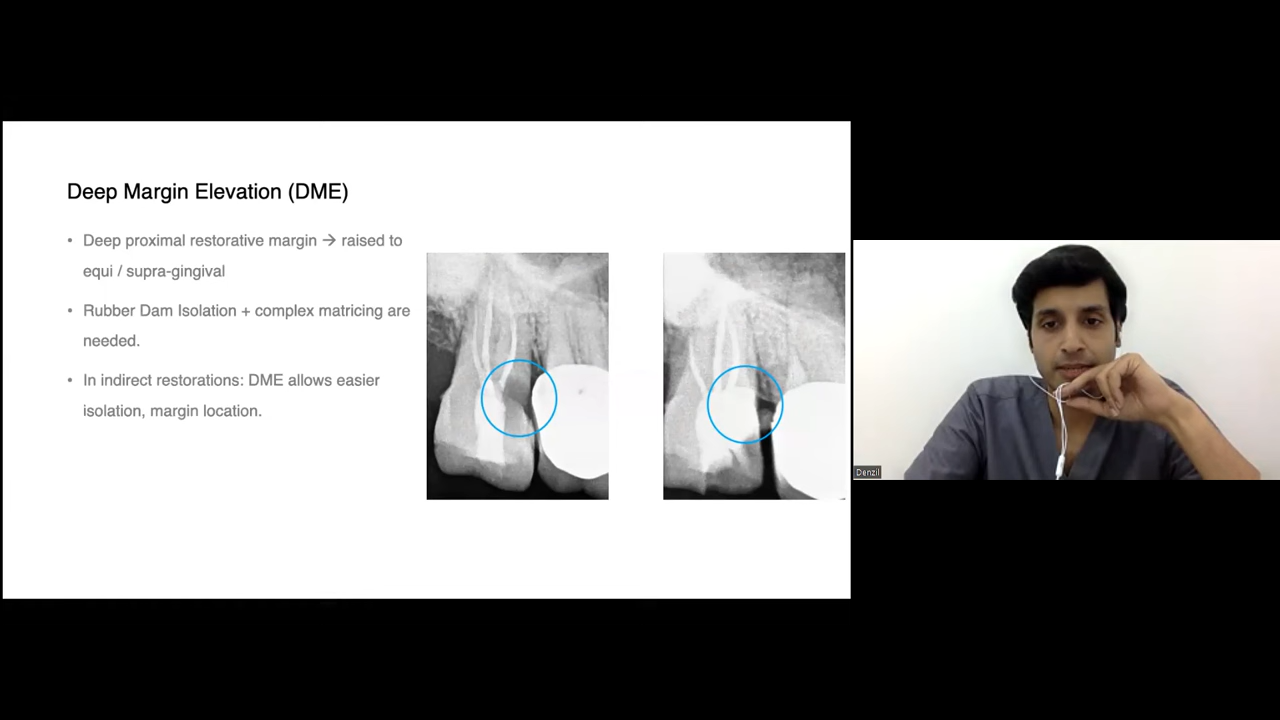 Deep Margin Elevation (DME)
• Deep proximal restorative margin → raised to
equi / supra-gingival
• Rubber Dam Isolation + complex matricing are
needed.
• In indirect restorations: DME allows easier
isolation, margin location.
Denzil